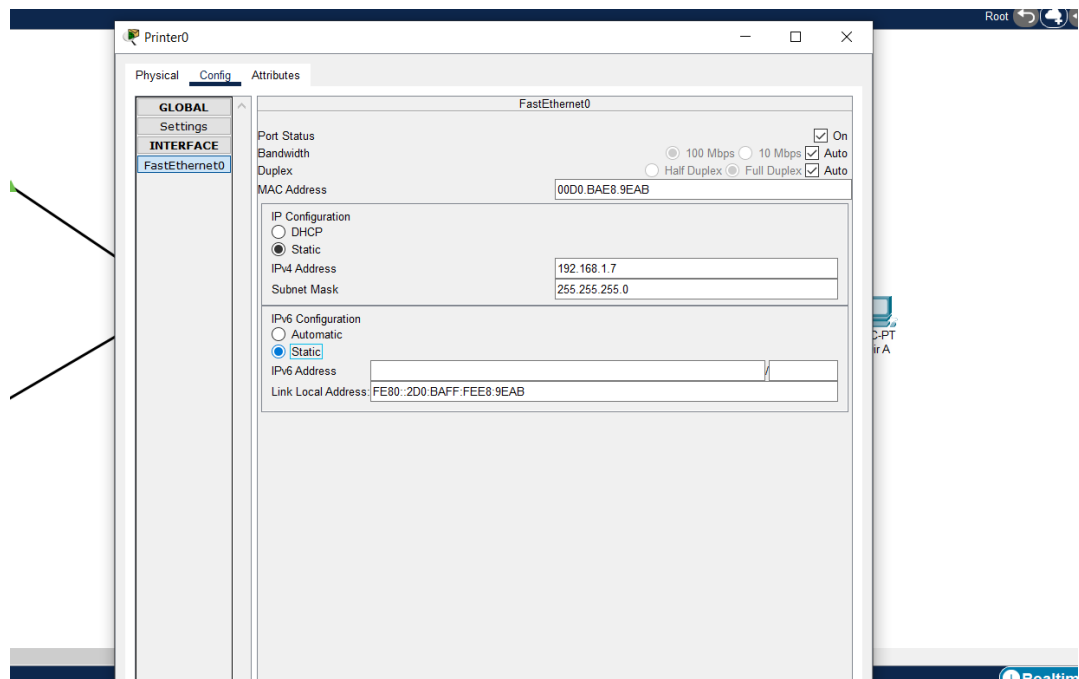 Root
Printer0
Physical Config Attributes
GLOBAL
Settings
INTERFACE
FastEthernet0
FastEthernet0
Port Status On
Bandwidth 100 Mbps 10 Mbps Auto
Duplex Half Duplex Full Duplex Auto
MAC Address 00D0.BAE8.9EAB
IP Configuration
DHCP
Static
IPv4 Address 192.168.1.7
Subnet Mask 255.255.255.0
IPv6 Configuration
Automatic
Static
IPv6 Address /
Link Local Address: FE80::2D0:BAFF:FEE8:9EAB
C-PT
ir A
Realtim